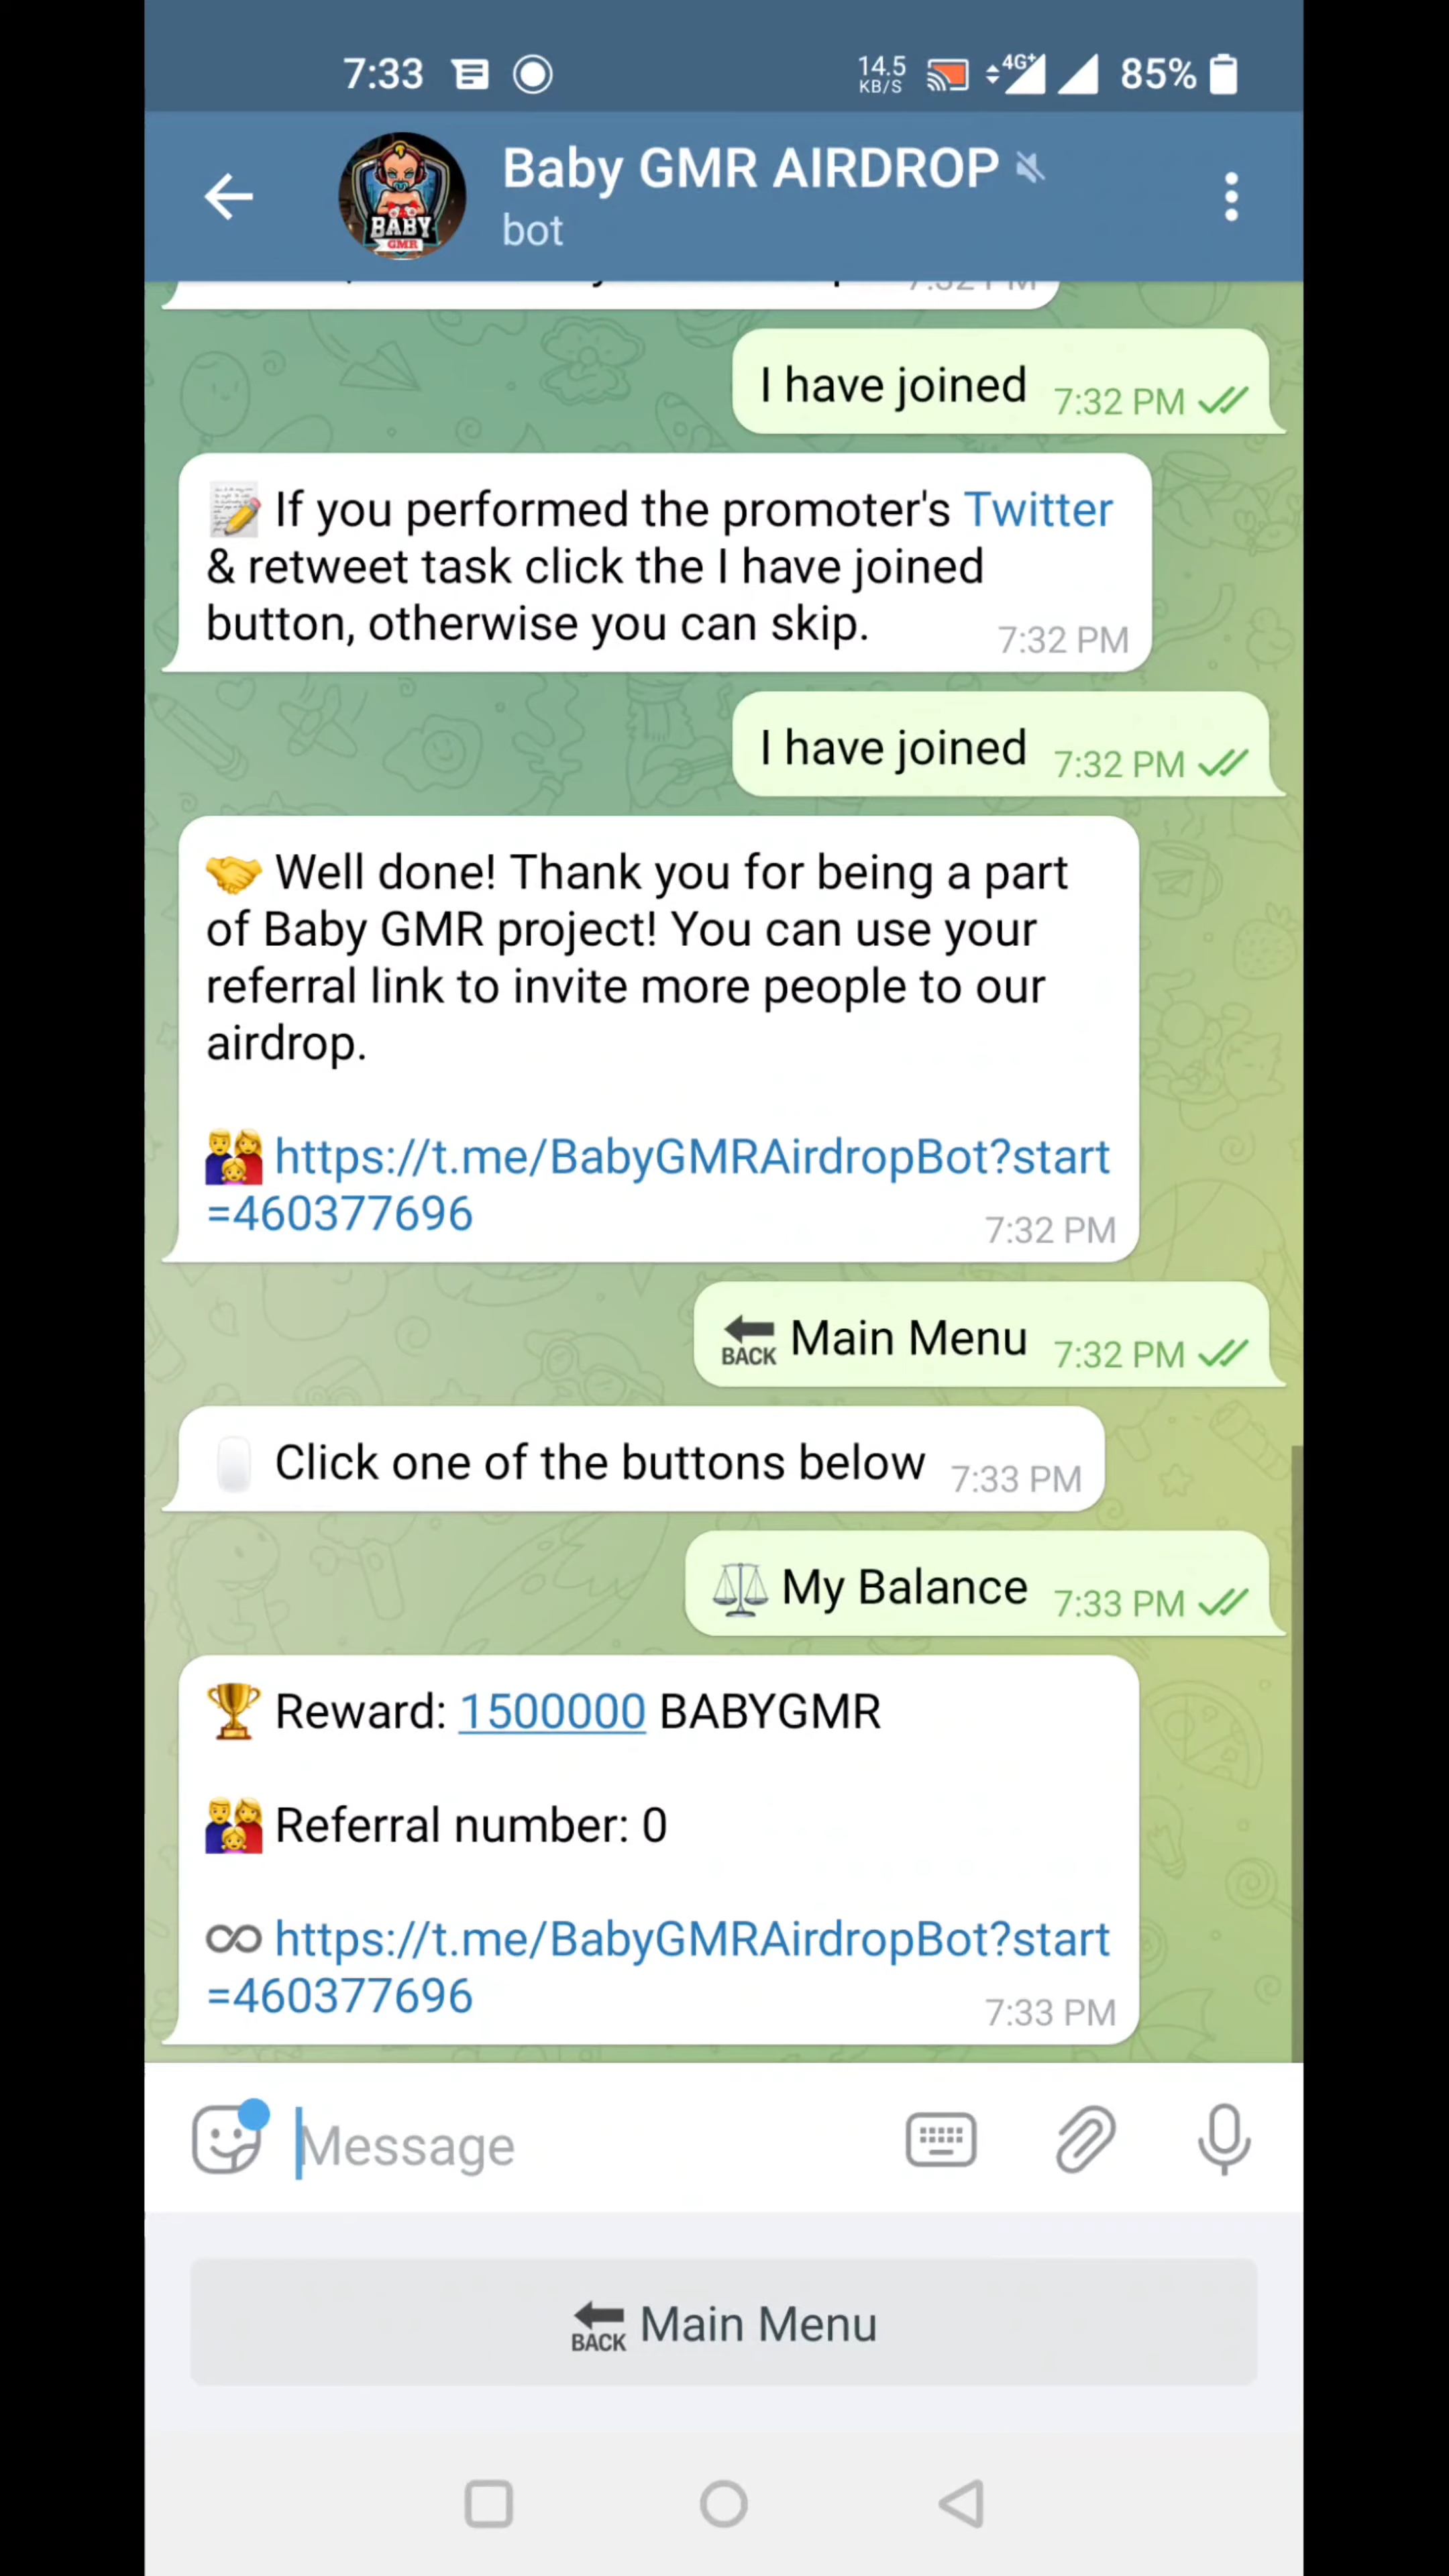 7:33
14.5
KB/S
4G+
85%
Baby GMR AIRDROP
bot
BABY
GMR
7:32 PM
I have joined 7:32 PM
If you performed the promoter's Twitter
& retweet task click the I have joined
button, otherwise you can skip. 7:32 PM
I have joined 7:32 PM
Well done! Thank you for being a part
of Baby GMR project! You can use your
referral link to invite more people to our
airdrop.
https://t.me/BabyGMRAirdropBot?start
=460377696 7:32 PM
BACK Main Menu 7:32 PM
Click one of the buttons below 7:33 PM
My Balance 7:33 PM
Reward: 1500000 BABYGMR
Referral number: 0
https://t.me/BabyGMRAirdropBot?start
=460377696 7:33 PM
Message
BACK Main Menu